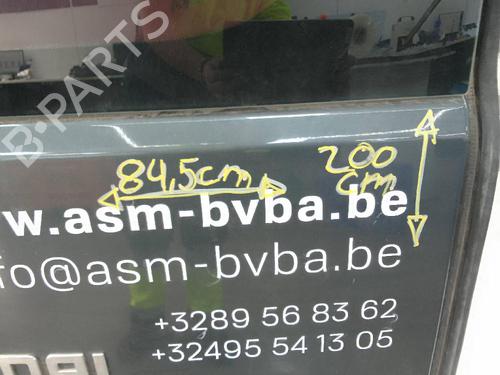 B-PARTS
84,5cm
200
cm
w.asm-bvba.be
fo@asm-bvba.be
+3289 56 83 62
+32495 54 13 05